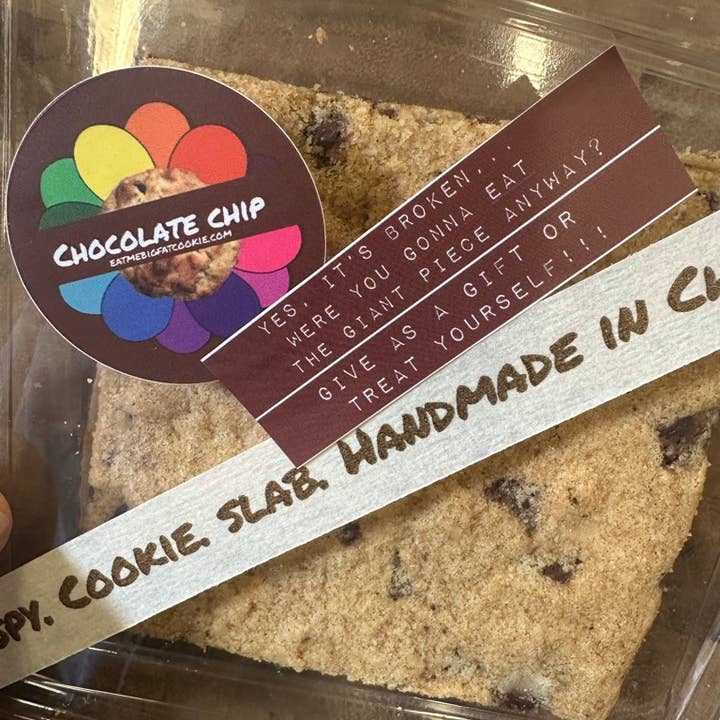 CHOCOLATE CHIP
EATMEBIGFATCOOKIE.COM
YES, IT'S BROKEN...
WERE YOU GONNA EAT
THE GIANT PIECE ANYWAY?
GIVE AS A GIFT OR
TREAT YOURSELF!!!
COOKIE. SLAB. HANDMADE IN